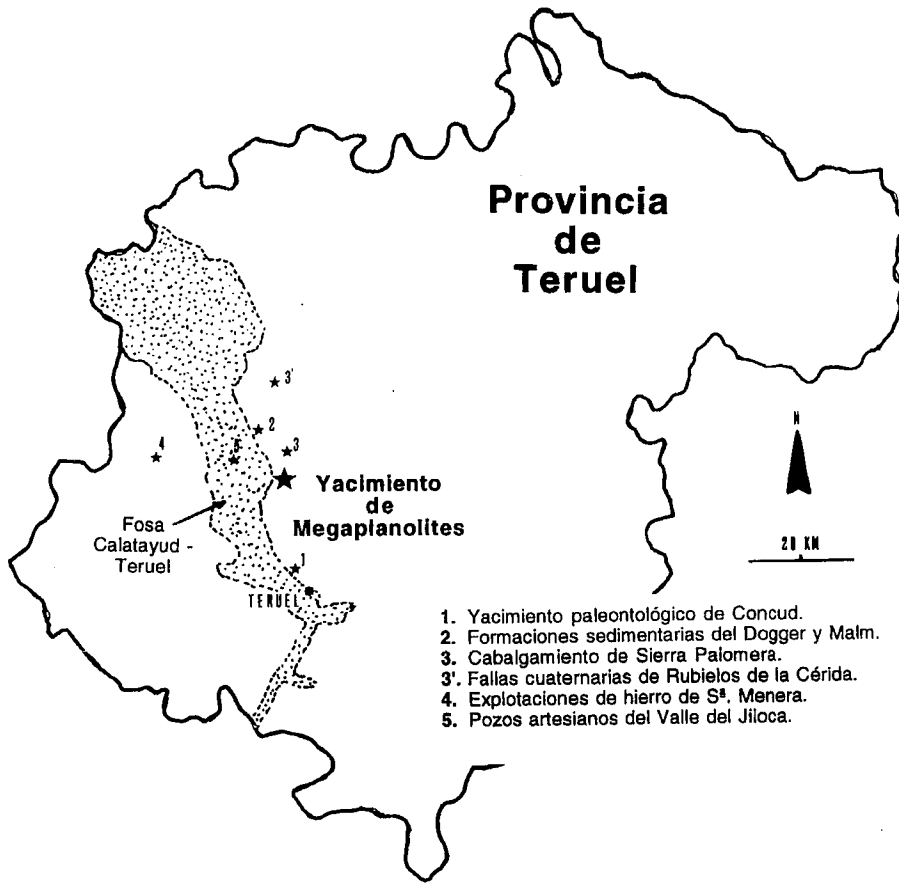 Provincia
de
Teruel
3'
2
3
4
Yacimiento
de
Megaplanolites
Fosa
Calatayud -
Teruel
1
TERUEL
N
20 KM
1. Yacimiento paleontológico de Concud.
2. Formaciones sedimentarias del Dogger y Malm.
3. Cabalgamiento de Sierra Palomera.
3'. Fallas cuaternarias de Rubielos de la Cérida.
4. Explotaciones de hierro de Sª. Menera.
5. Pozos artesianos del Valle del Jiloca.